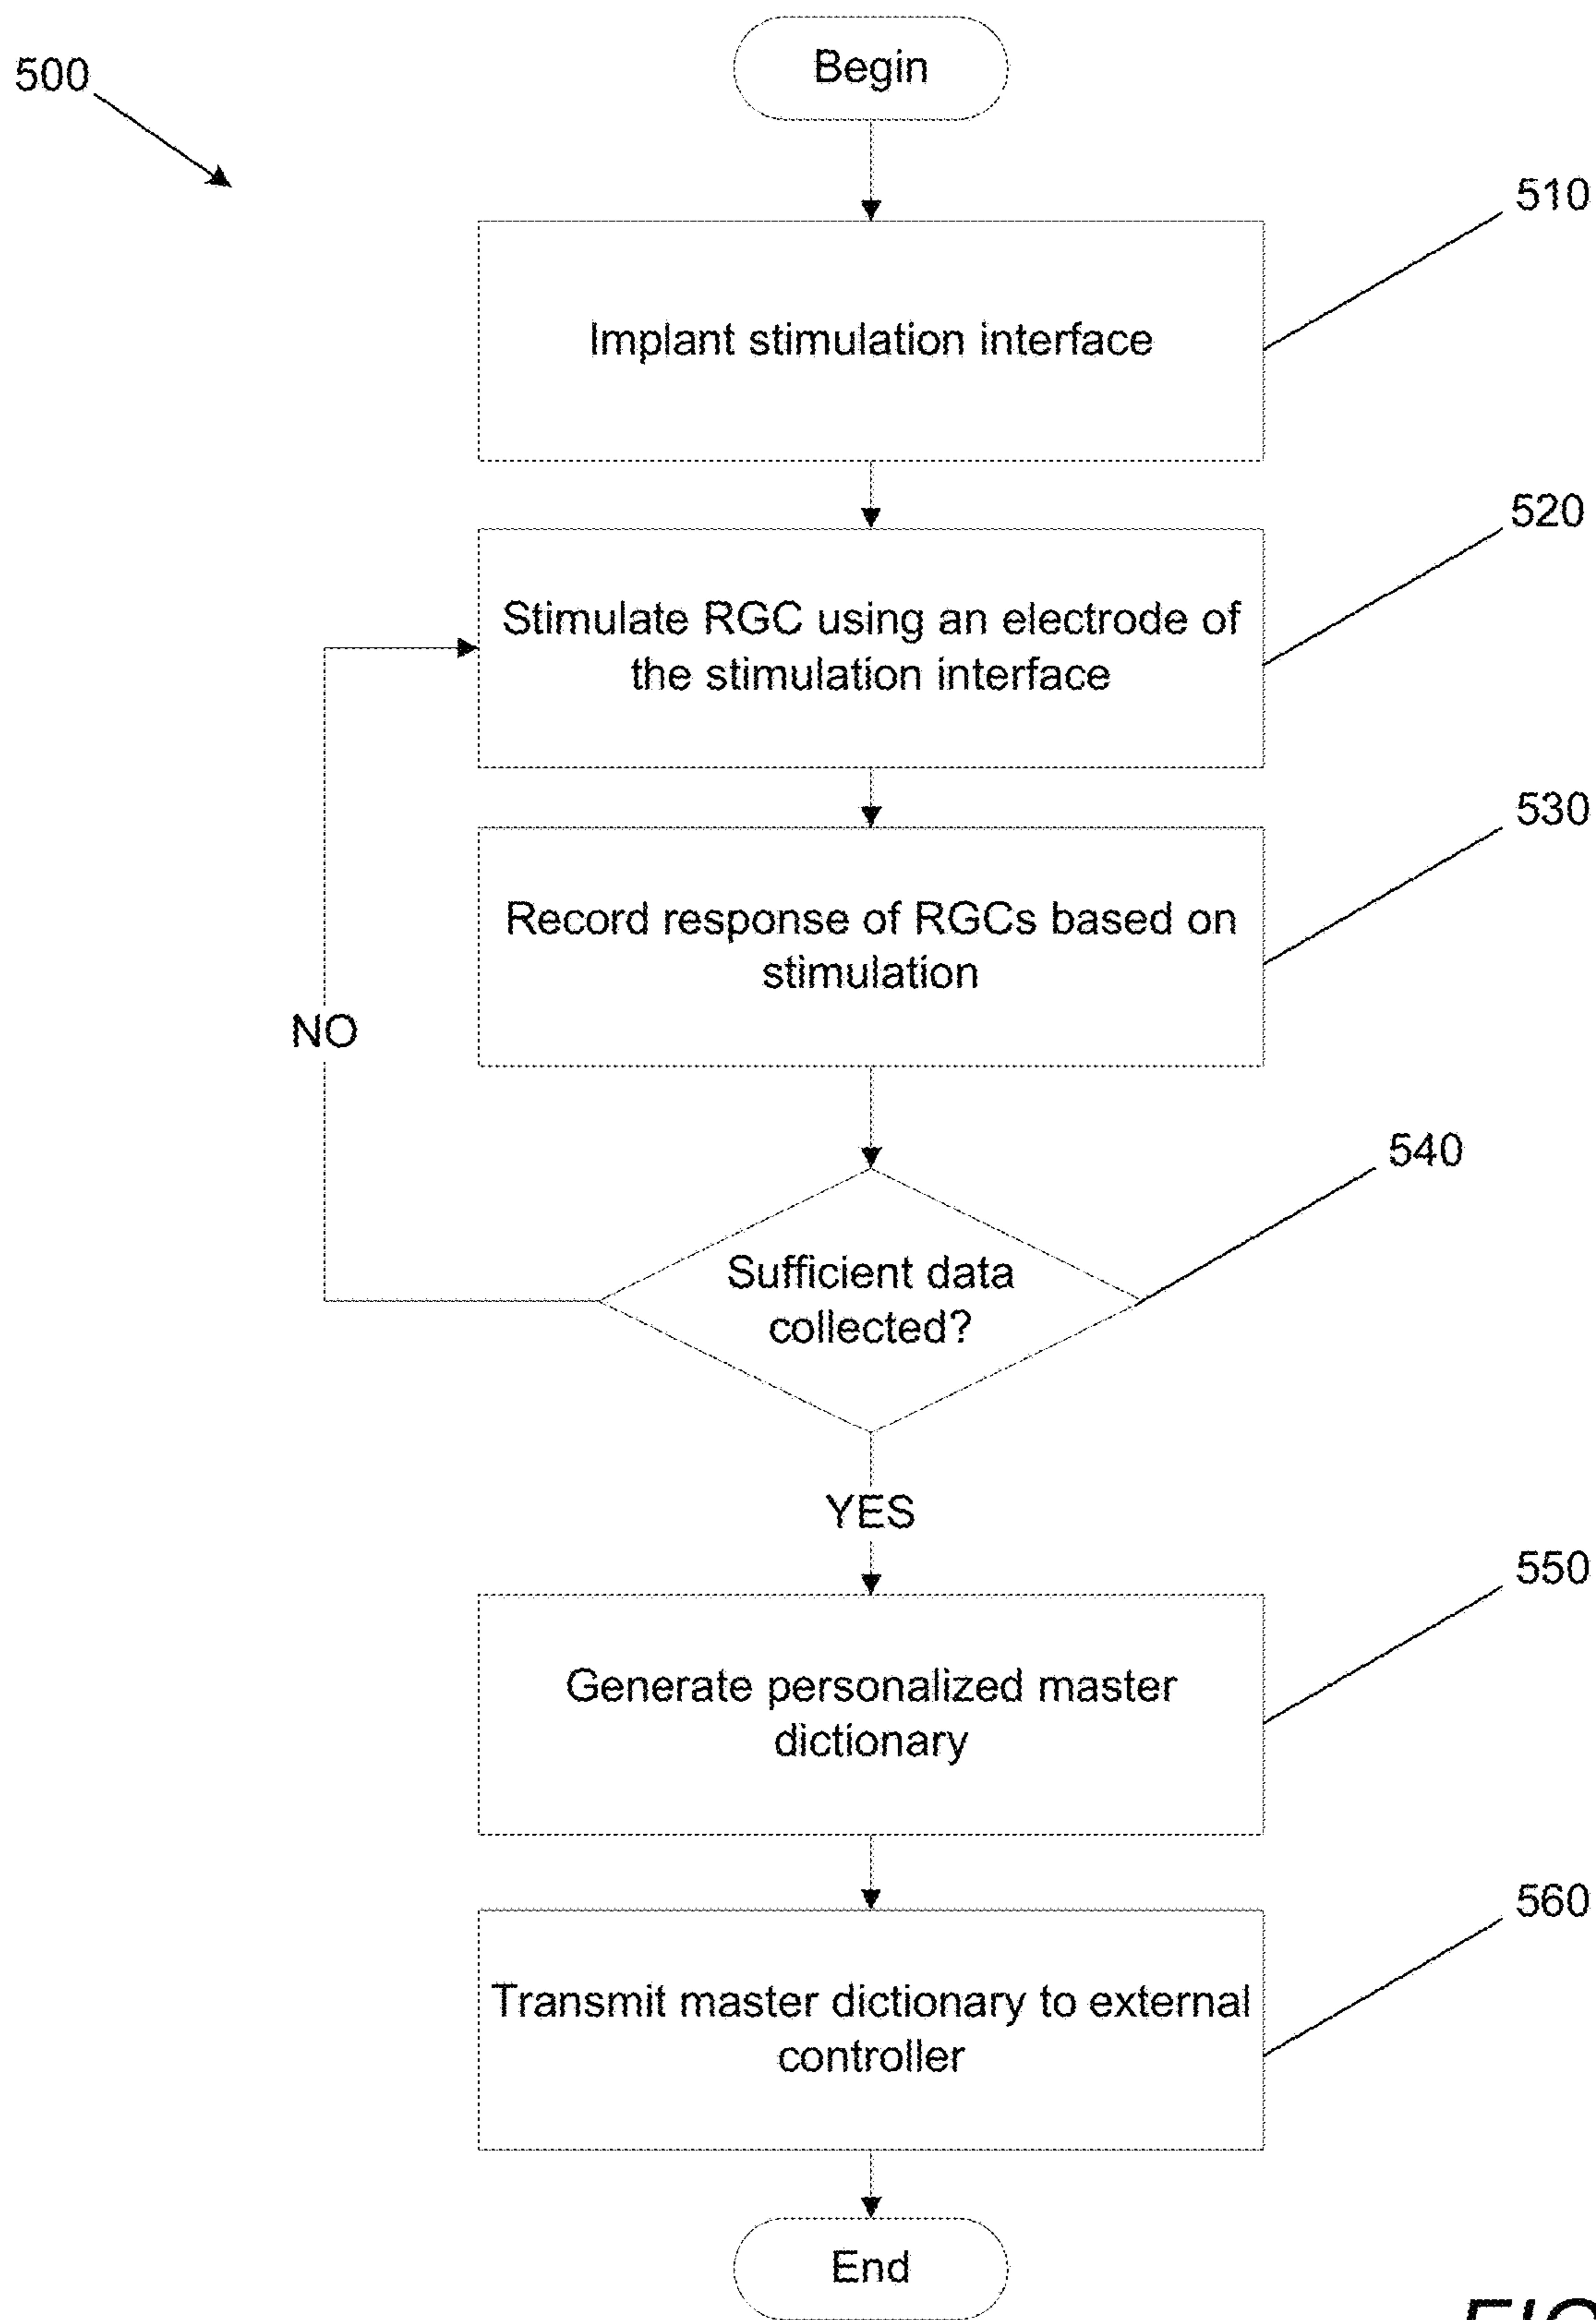 Begin
500
510
Implant stimulation interface
520
Stimulate RGC using an electrode of
the stimulation interface
530
Record response of RGCs based on
stimulation
NO
540
Sufficient data
collected?
YES
550
Generate personalized master
dictionary
560
Transmit master dictionary to external
controller
End